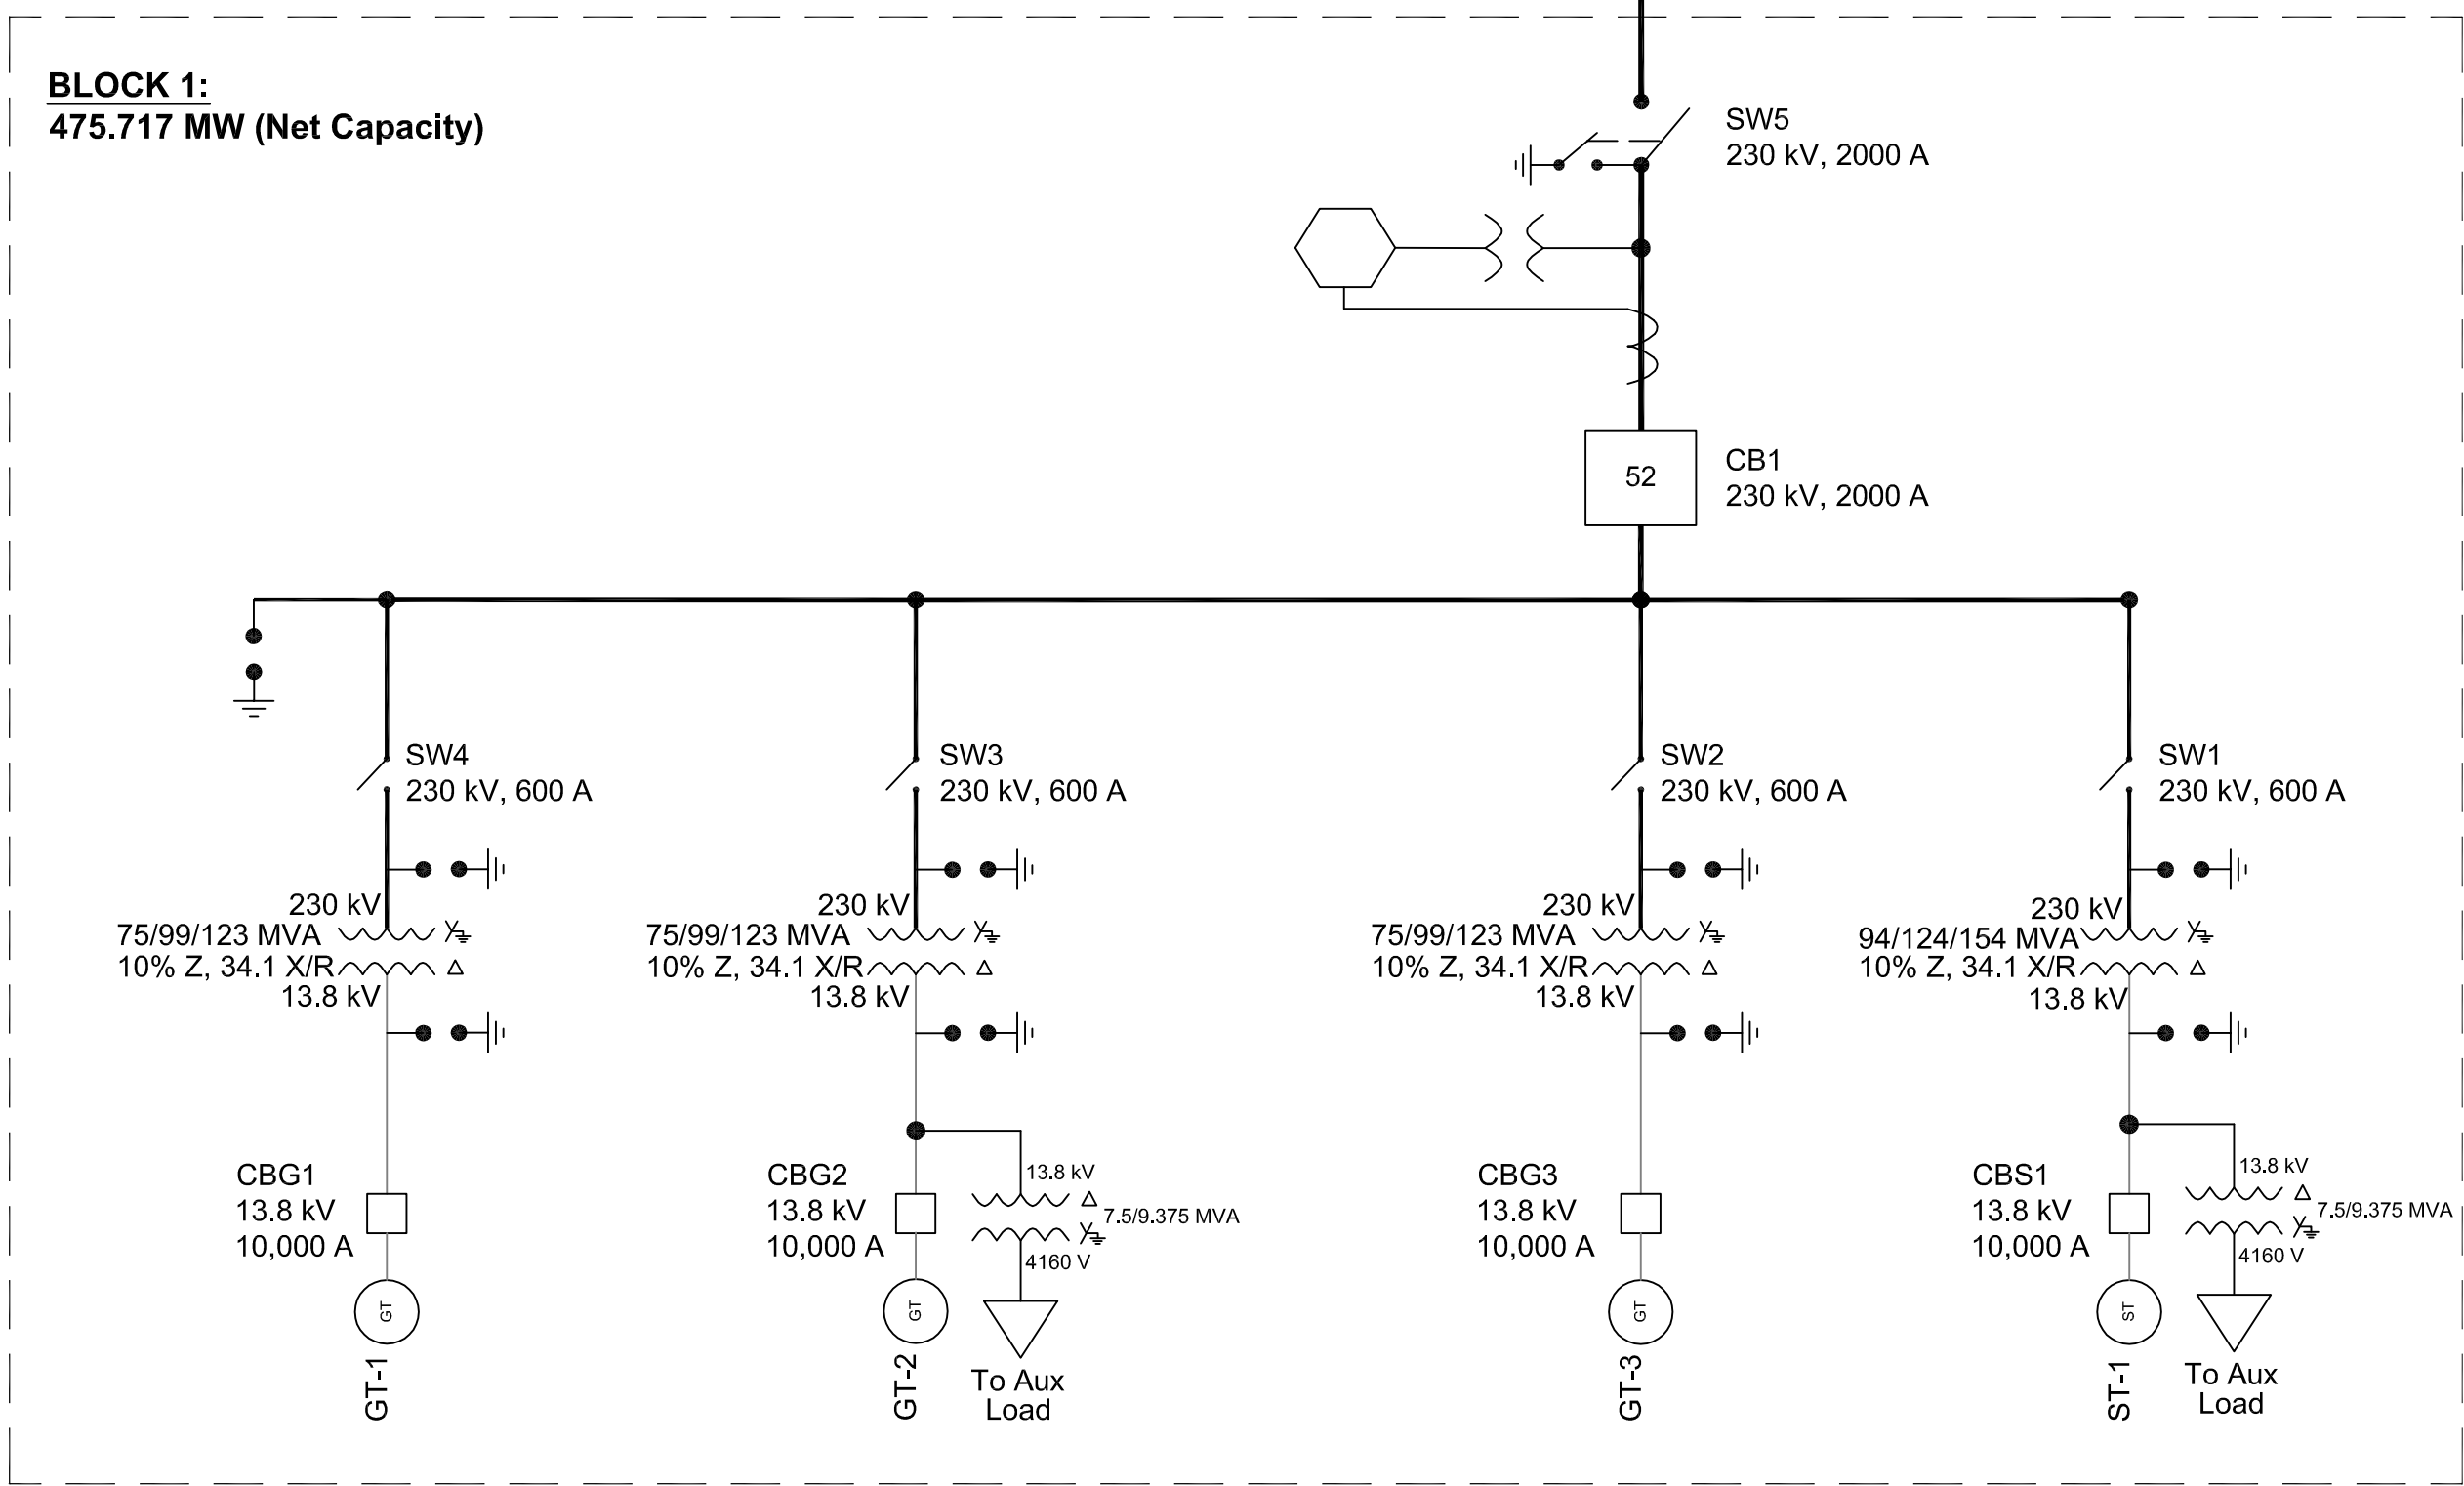 BLOCK 1:
475.717 MW (Net Capacity)
SW5
230 kV, 2000 A
52
CB1
230 kV, 2000 A
SW4
230 kV, 600 A
SW3
230 kV, 600 A
SW2
230 kV, 600 A
SW1
230 kV, 600 A
230 kV
75/99/123 MVA
10% Z, 34.1 X/R
13.8 kV
230 kV
75/99/123 MVA
10% Z, 34.1 X/R
13.8 kV
230 kV
75/99/123 MVA
10% Z, 34.1 X/R
13.8 kV
230 kV
94/124/154 MVA
10% Z, 34.1 X/R
13.8 kV
CBG1
13.8 kV
10,000 A
GT
GT-1
CBG2
13.8 kV
10,000 A
GT
GT-2
13.8 kV
7.5/9.375 MVA
4160 V
To Aux
Load
CBG3
13.8 kV
10,000 A
GT
GT-3
CBS1
13.8 kV
10,000 A
ST
ST-1
13.8 kV
7.5/9.375 MVA
4160 V
To Aux
Load